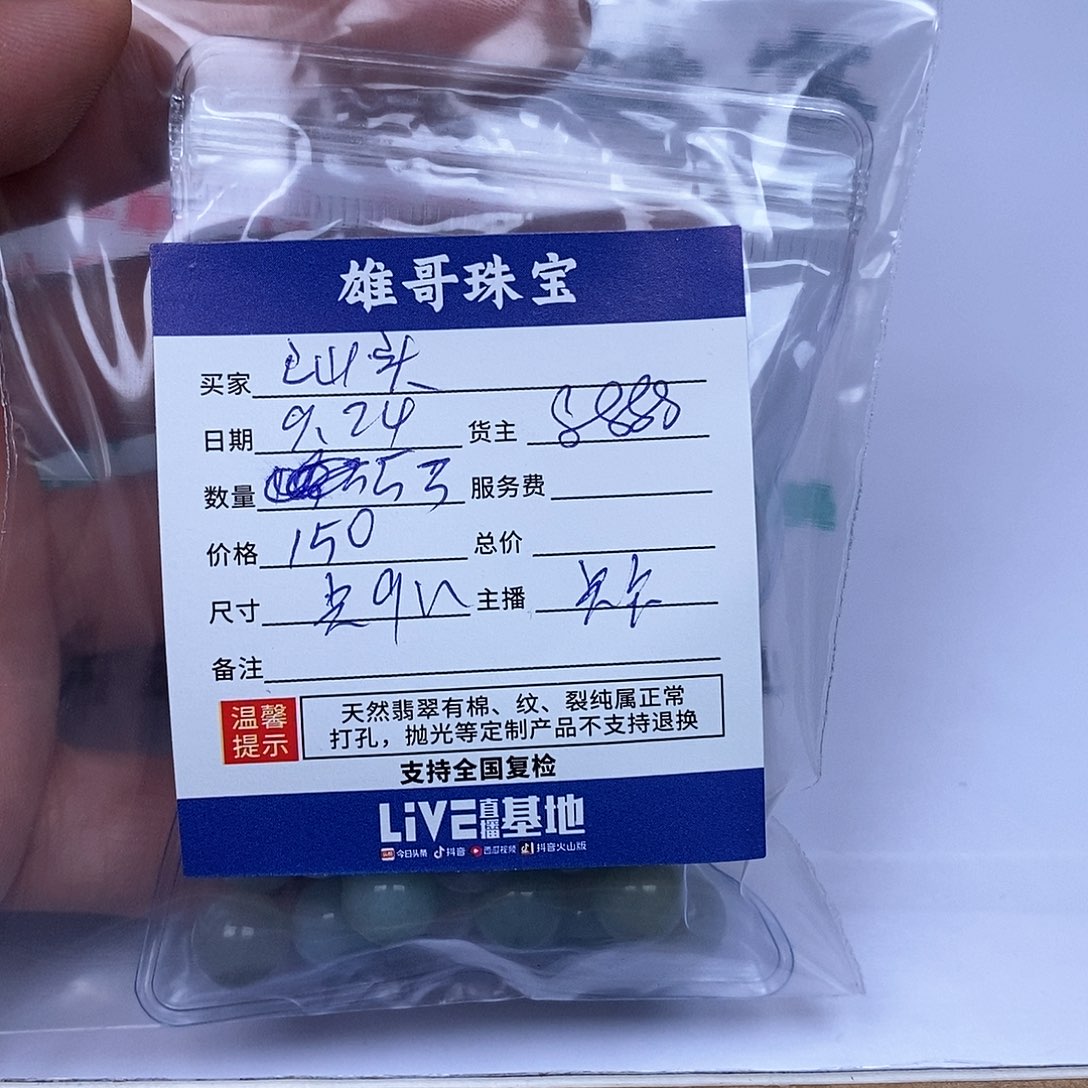 雄哥珠宝
买家 山头
日期 9.24 货主 8888
数量 服务费
价格 150 总价
尺寸 主播
备注
温馨提示
天然翡翠有棉、纹、裂纯属正常
打孔，抛光等定制产品不支持退换
支持全国复检
LiVE直播基地
今日头条 抖音 西瓜视频 抖音火山版